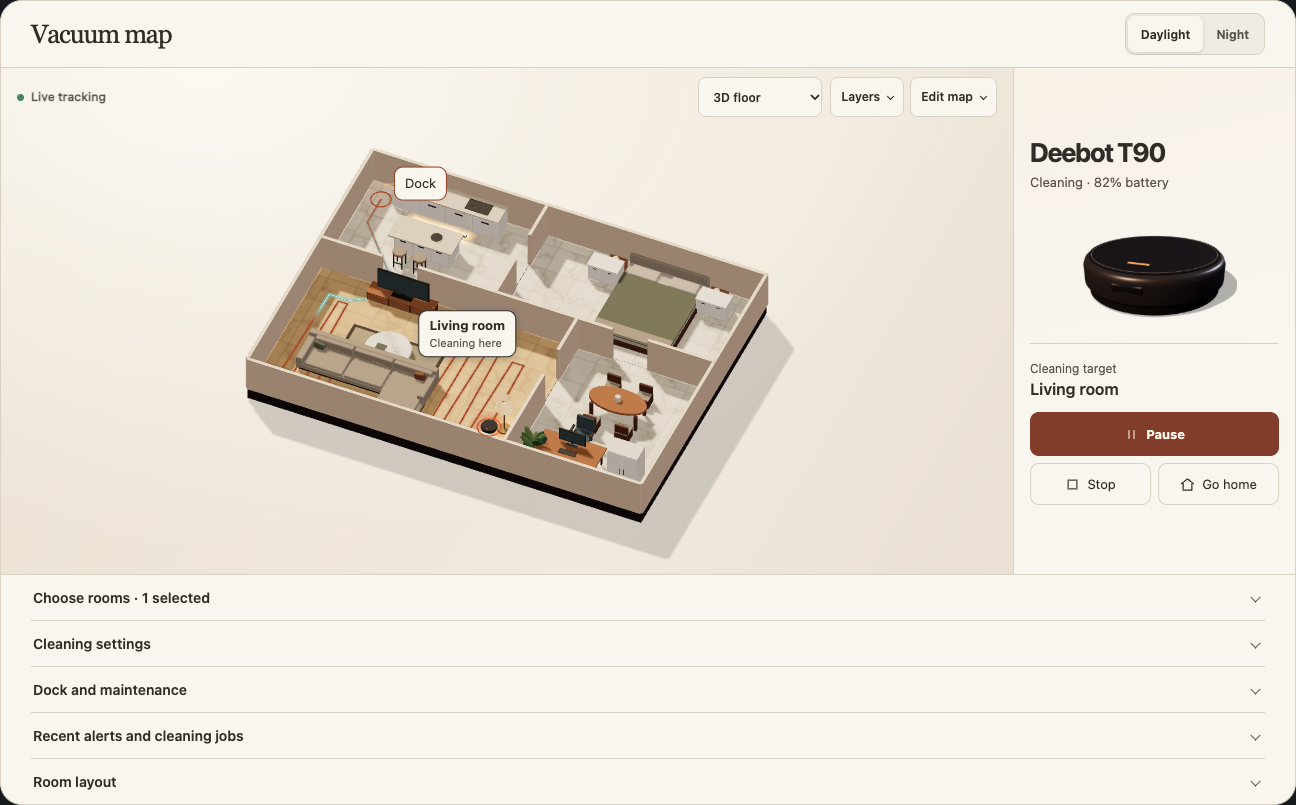 Vacuum map
Daylight
Night
Live tracking
3D floor
Layers
Edit map
Dock
Living room
Cleaning here
Deebot T90
Cleaning · 82% battery
Cleaning target
Living room
Pause
Stop
Go home
Choose rooms · 1 selected
Cleaning settings
Dock and maintenance
Recent alerts and cleaning jobs
Room layout